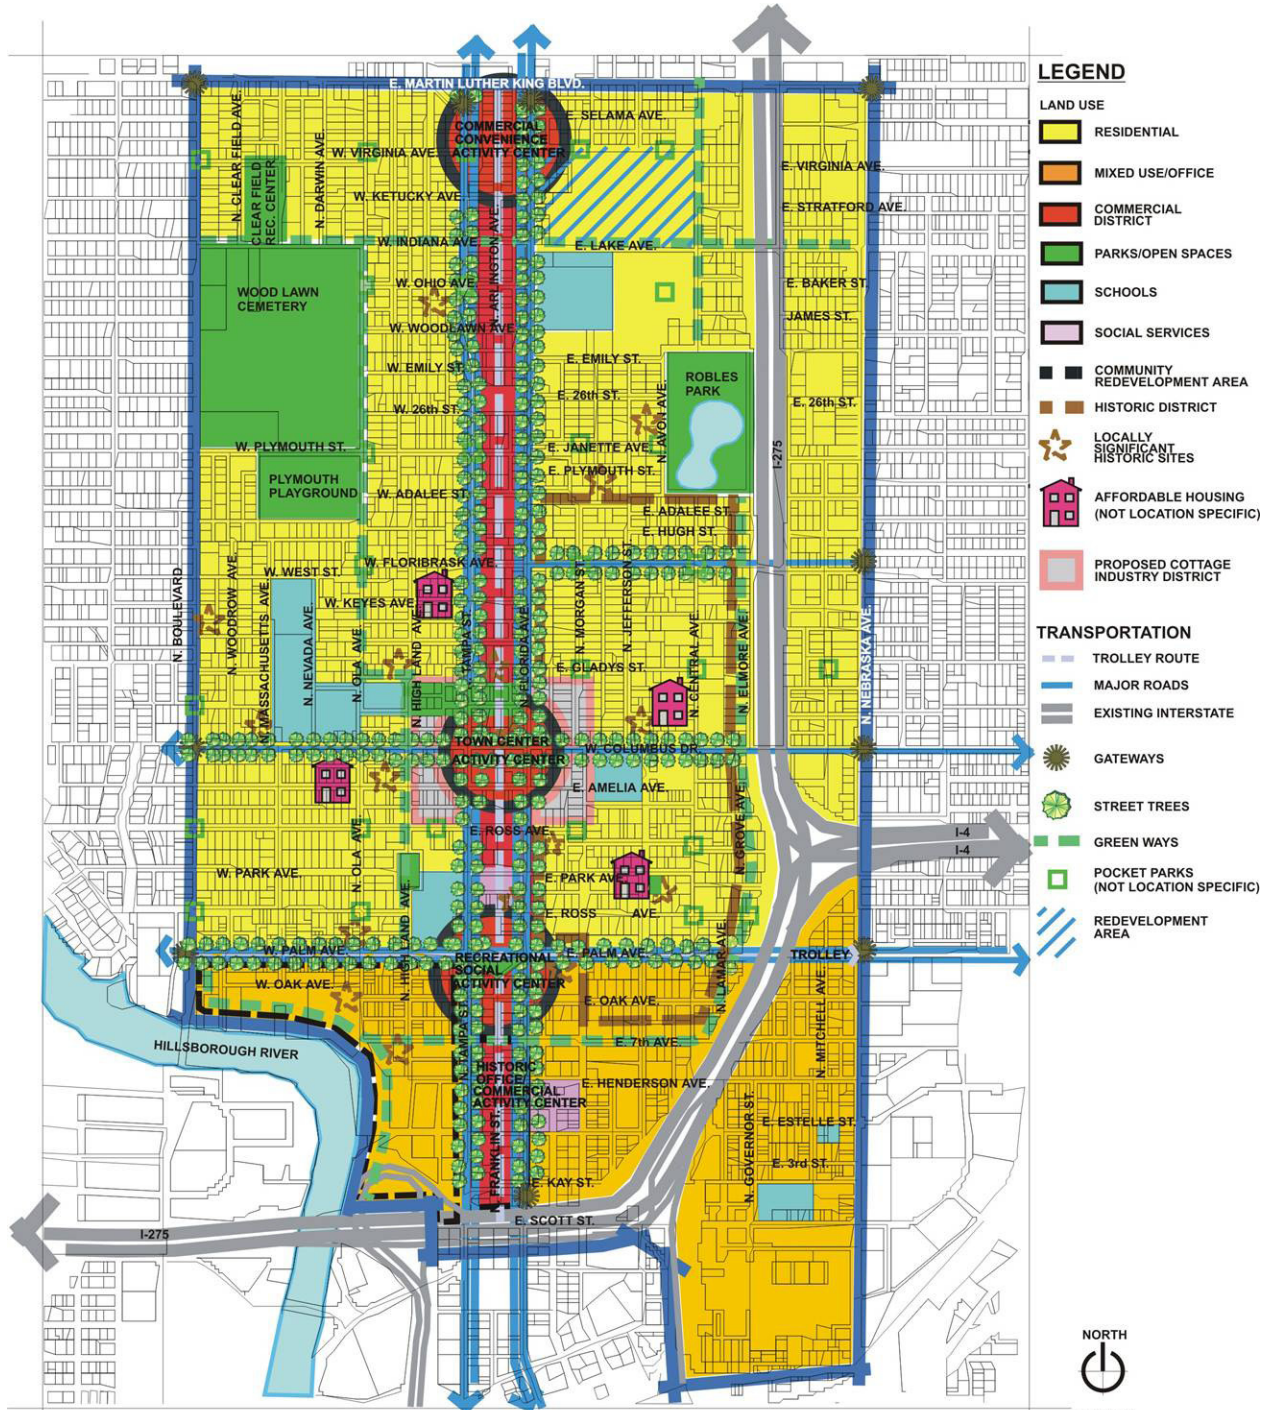 E. MARTIN LUTHER KING BLVD.
N. CLEAR FIELD AVE.
CLEAR FIELD
REC. CENTER
N. DARWIN AVE.
W. VIRGINIA AVE.
W. KETUCKY AVE.
W. INDIANA AVE.
COMMERCIAL
CONVENIENCE
ACTIVITY CENTER
E. SELAMA AVE.
E. VIRGINIA AVE.
E. STRATFORD AVE.
E. LAKE AVE.
N. ARLINGTON AVE.
WOOD LAWN
CEMETERY
W. OHIO AVE.
W. WOODLAWN AVE.
W. EMILY ST.
W. 26th ST.
E. BAKER ST.
JAMES ST.
E. EMILY ST.
E. 26th ST.
ROBLES
PARK
N. AVON AVE.
E. 26th ST.
I-275
W. PLYMOUTH ST.
PLYMOUTH
PLAYGROUND
W. ADALEE ST.
E. JANETTE AVE.
E. PLYMOUTH ST.
E. ADALEE ST.
E. HUGH ST.
N. BOULEVARD
N. WOODROW AVE.
W. WEST ST.
W. FLORIBRASK AVE.
W. KEYES AVE.
N. MASSACHUSETTS AVE.
N. NEVADA AVE.
N. OLA AVE.
N. HIGH LAND AVE.
TAMPA ST.
N. FLORIDA AVE.
N. MORGAN ST.
N. JEFFERSON ST.
E. GLADYS ST.
N. CENTRAL AVE.
N. ELMORE AVE.
N. NEBRASKA AVE.
TOWN CENTER
ACTIVITY CENTER
W. COLUMBUS DR.
E. AMELIA AVE.
N. GROVE AVE.
E. ROSS AVE.
I-4
I-4
W. PARK AVE.
N. OLA AVE.
N. HIGH LAND AVE.
E. PARK AVE.
E. ROSS AVE.
W. PALM AVE.
E. PALM AVE.
TROLLEY
RECREATIONAL
SOCIAL
ACTIVITY CENTER
W. OAK AVE.
E. OAK AVE.
N. LAMAR AVE.
N. MITCHELL AVE.
HILLSBOROUGH RIVER
N. TAMPA ST.
E. 7th AVE.
HISTORIC
OFFICE/
COMMERCIAL
ACTIVITY CENTER
E. HENDERSON AVE.
N. FRANKLIN ST.
N. GOVERNOR ST.
E. ESTELLE ST.
E. 3rd ST.
E. KAY ST.
E. SCOTT ST.
I-275
LEGEND
LAND USE
RESIDENTIAL
MIXED USE/OFFICE
COMMERCIAL
DISTRICT
PARKS/OPEN SPACES
SCHOOLS
SOCIAL SERVICES
COMMUNITY
REDEVELOPMENT AREA
HISTORIC DISTRICT
LOCALLY
SIGNIFICANT
HISTORIC SITES
AFFORDABLE HOUSING
(NOT LOCATION SPECIFIC)
PROPOSED COTTAGE
INDUSTRY DISTRICT
TRANSPORTATION
TROLLEY ROUTE
MAJOR ROADS
EXISTING INTERSTATE
GATEWAYS
STREET TREES
GREEN WAYS
POCKET PARKS
(NOT LOCATION SPECIFIC)
REDEVELOPMENT
AREA
NORTH